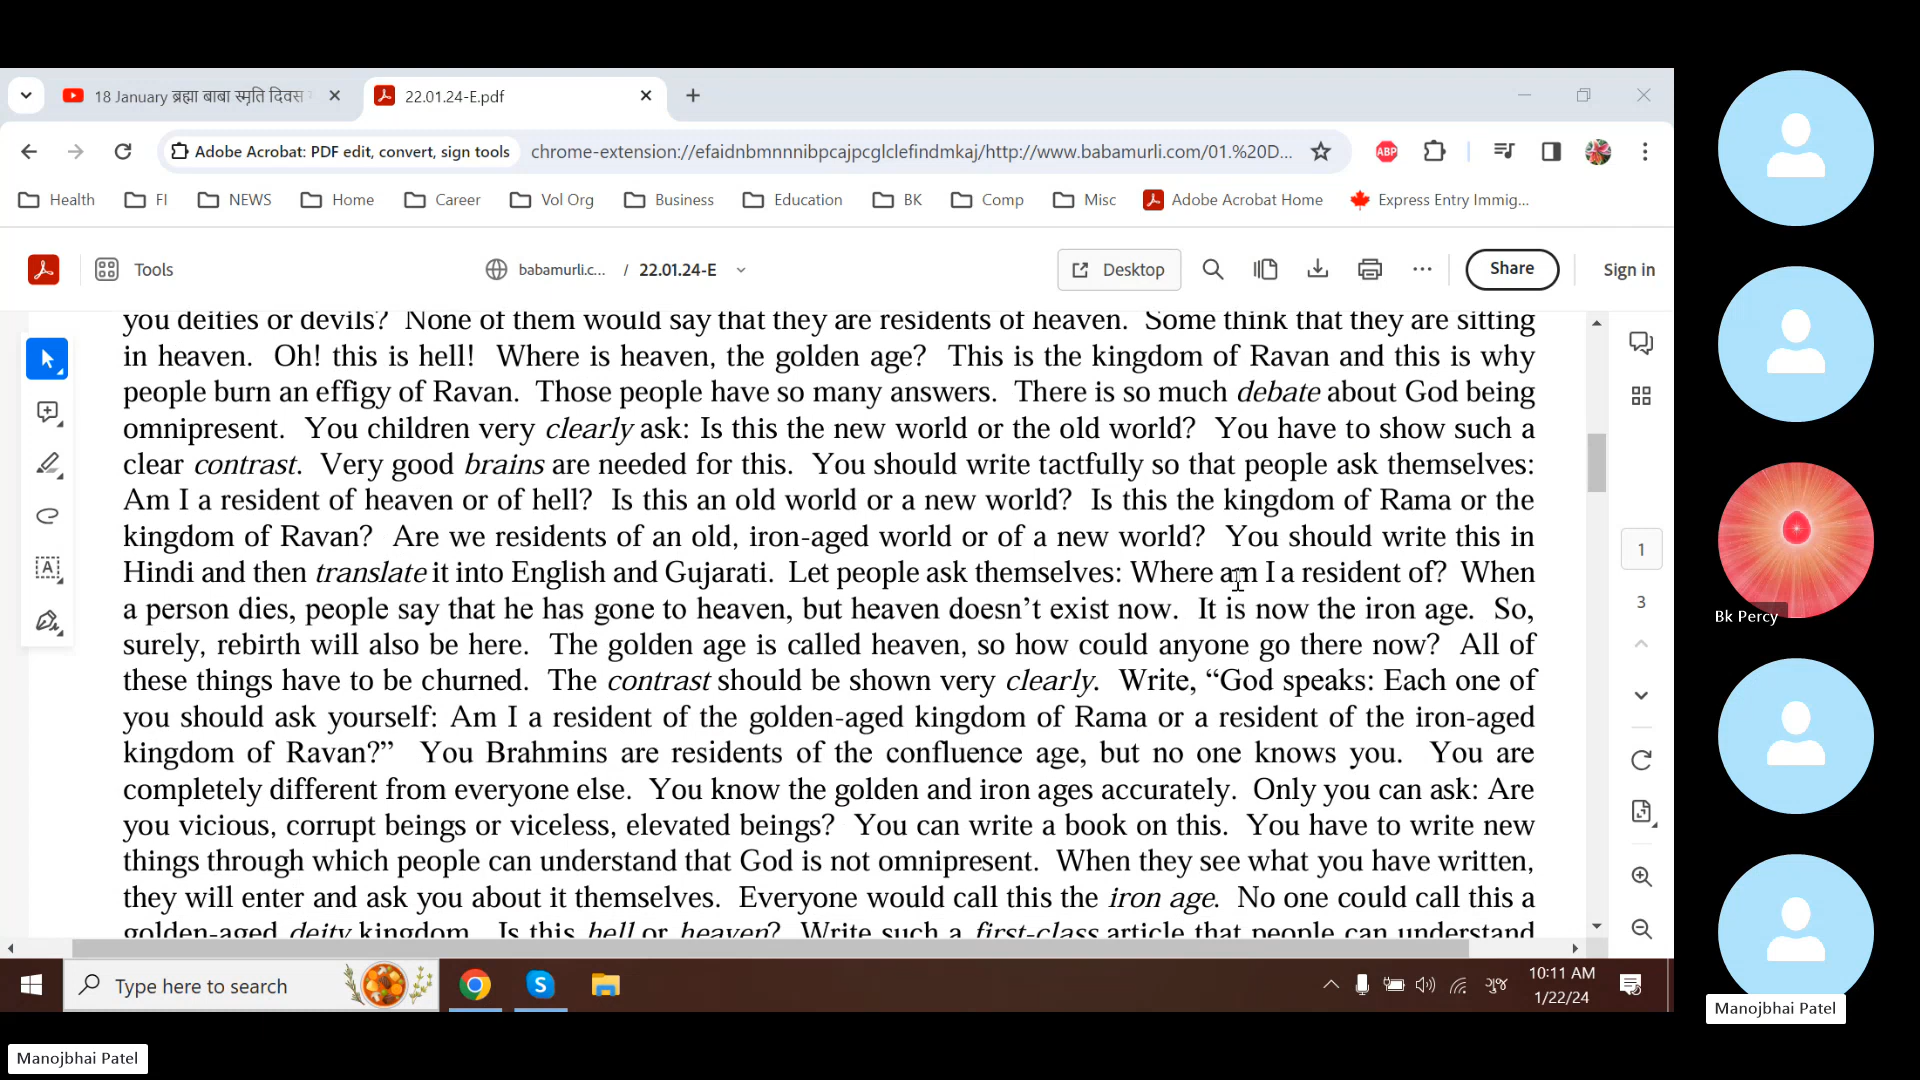 18 January ब्रह्मा बाबा स्मृति दिवस
22.01.24-E.pdf
Adobe Acrobat: PDF edit, convert, sign tools
chrome-extension://efaidnbmnnnibpcajpcglclefindmkaj/http://www.babamurli.com/01.%20D...
ABP
Health
FI
NEWS
Home
Career
Vol Org
Business
Education
BK
Comp
Misc
Adobe Acrobat Home
Express Entry Immig...
Tools
babamurli.c... / 22.01.24-E
Desktop
Share
Sign in
you deities or devils? None of them would say that they are residents of heaven. Some think that they are sitting
in heaven. Oh! this is hell! Where is heaven, the golden age? This is the kingdom of Ravan and this is why
people burn an effigy of Ravan. Those people have so many answers. There is so much debate about God being
omnipresent. You children very clearly ask: Is this the new world or the old world? You have to show such a
clear contrast. Very good brains are needed for this. You should write tactfully so that people ask themselves:
Am I a resident of heaven or of hell? Is this an old world or a new world? Is this the kingdom of Rama or the
kingdom of Ravan? Are we residents of an old, iron-aged world or of a new world? You should write this in
Hindi and then translate it into English and Gujarati. Let people ask themselves: Where am I a resident of? When
a person dies, people say that he has gone to heaven, but heaven doesn’t exist now. It is now the iron age. So,
surely, rebirth will also be here. The golden age is called heaven, so how could anyone go there now? All of
these things have to be churned. The contrast should be shown very clearly. Write, “God speaks: Each one of
you should ask yourself: Am I a resident of the golden-aged kingdom of Rama or a resident of the iron-aged
kingdom of Ravan?” You Brahmins are residents of the confluence age, but no one knows you. You are
completely different from everyone else. You know the golden and iron ages accurately. Only you can ask: Are
you vicious, corrupt beings or viceless, elevated beings? You can write a book on this. You have to write new
things through which people can understand that God is not omnipresent. When they see what you have written,
they will enter and ask you about it themselves. Everyone would call this the iron age. No one could call this a
golden-aged deity kingdom. Is this hell or heaven? Write such a first-class article that people can understand
1
3
Type here to search
ગુજ
10:11 AM
1/22/24
Bk Percy
Manojbhai Patel
Manojbhai Patel